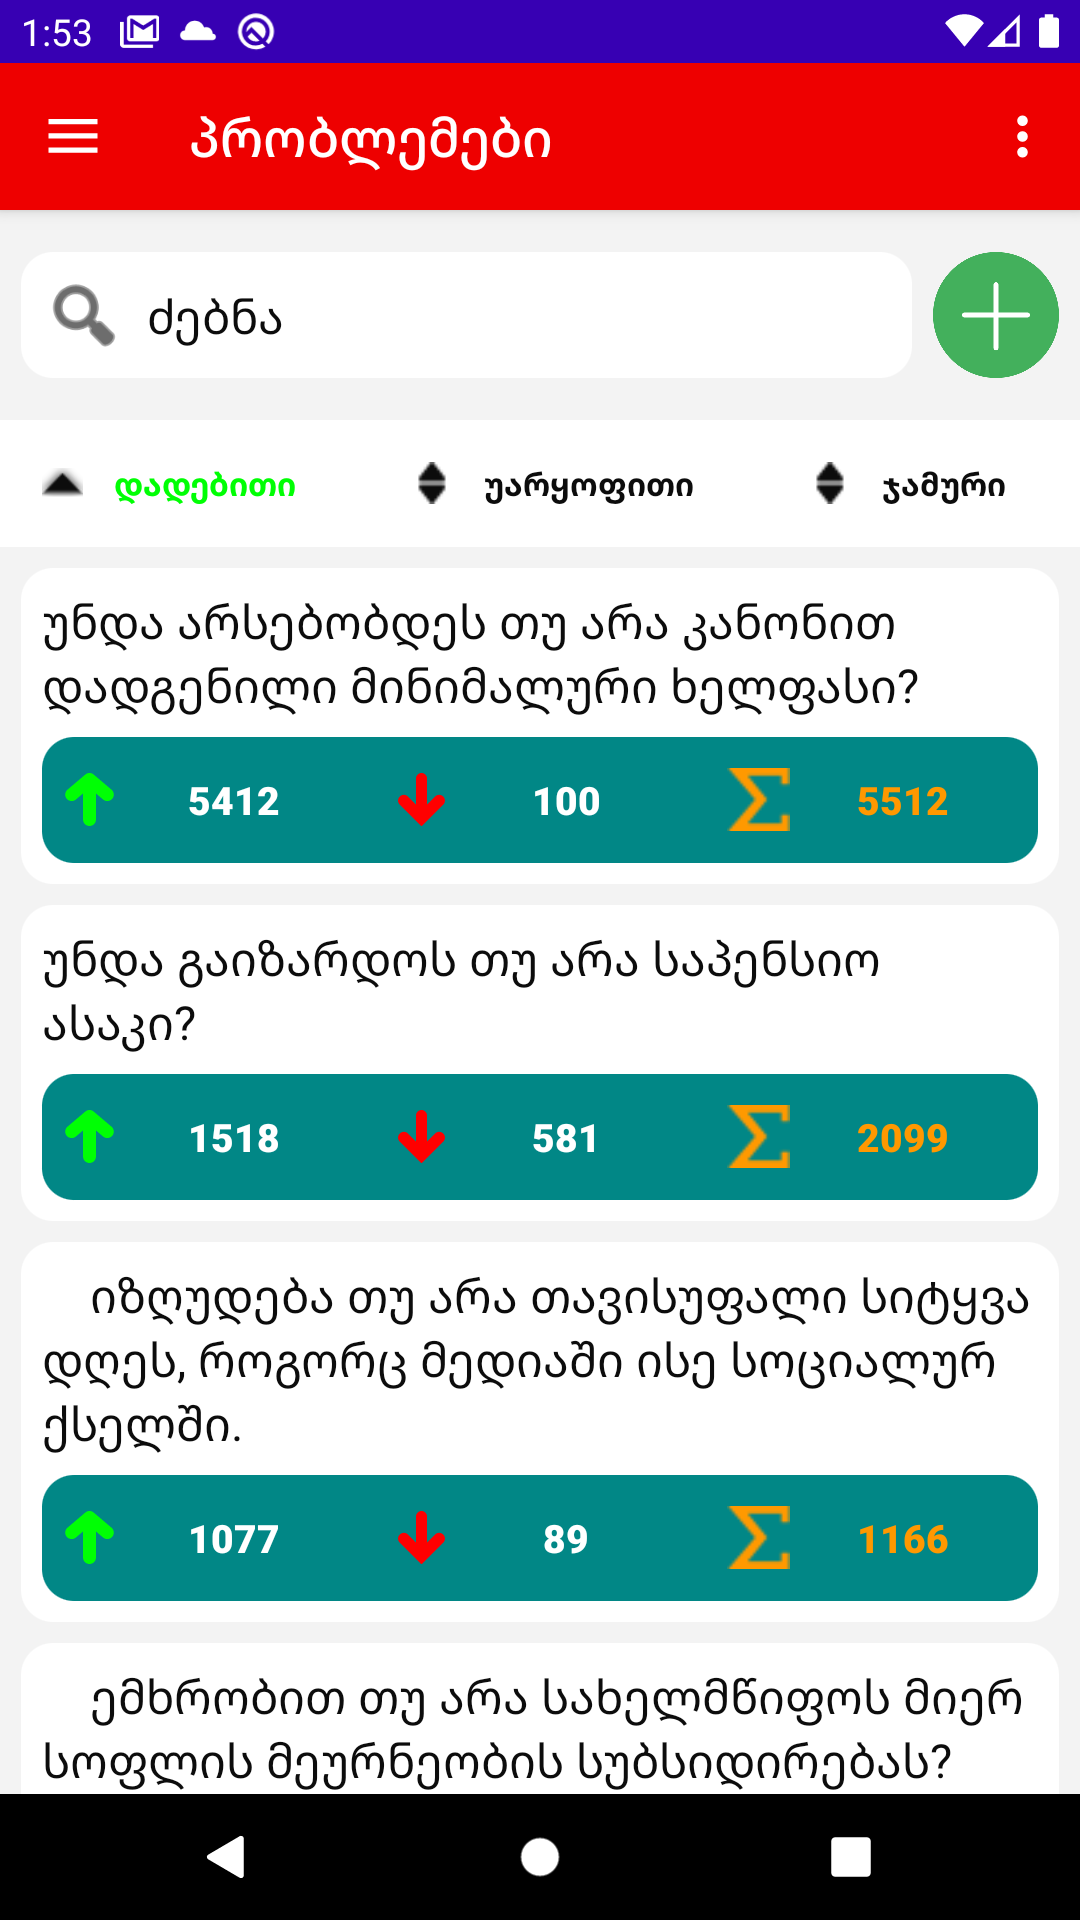 1:53
პრობლემები
ძებნა
დადებითი უარყოფითი ჯამური
უნდა არსებობდეს თუ არა კანონით
დადგენილი მინიმალური ხელფასი?
5412 100 Σ 5512
უნდა გაიზარდოს თუ არა საპენსიო
ასაკი?
1518 581 Σ 2099
იზღუდება თუ არა თავისუფალი სიტყვა
დღეს, როგორც მედიაში ისე სოციალურ
ქსელში.
1077 89 Σ 1166
ემხრობით თუ არა სახელმწიფოს მიერ
სოფლის მეურნეობის სუბსიდირებას?